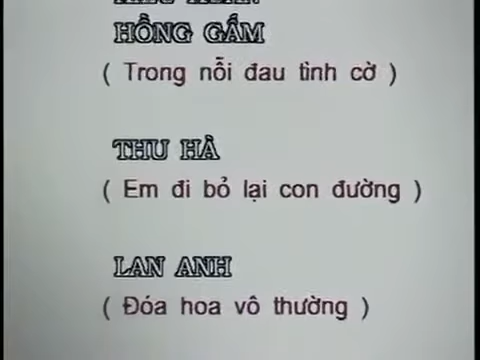 HỒNG GẤM
( Trong nỗi đau tình cờ )
THU HÀ
( Em đi bỏ lại con đường )
LAN ANH
( Đóa hoa vô thường )